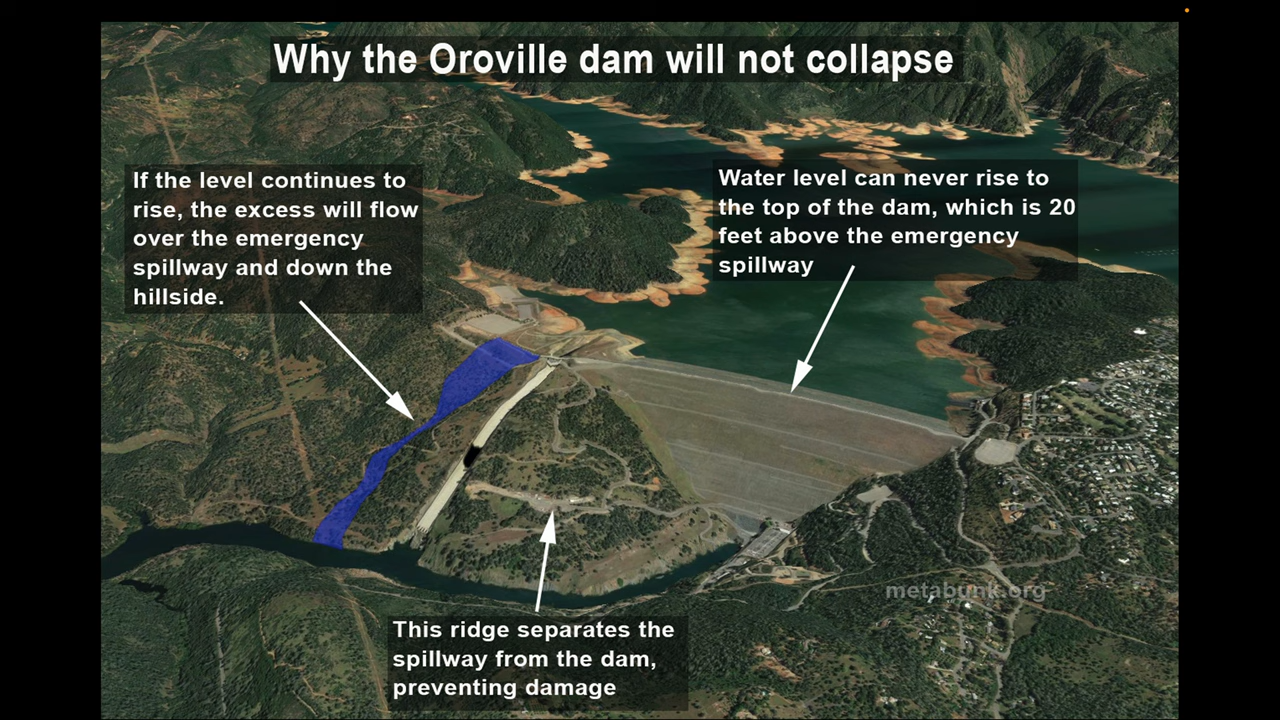 Why the Oroville dam will not collapse
If the level continues to
rise, the excess will flow
over the emergency
spillway and down the
hillside.
Water level can never rise to
the top of the dam, which is 20
feet above the emergency
spillway
metabunk.org
This ridge separates the
spillway from the dam,
preventing damage